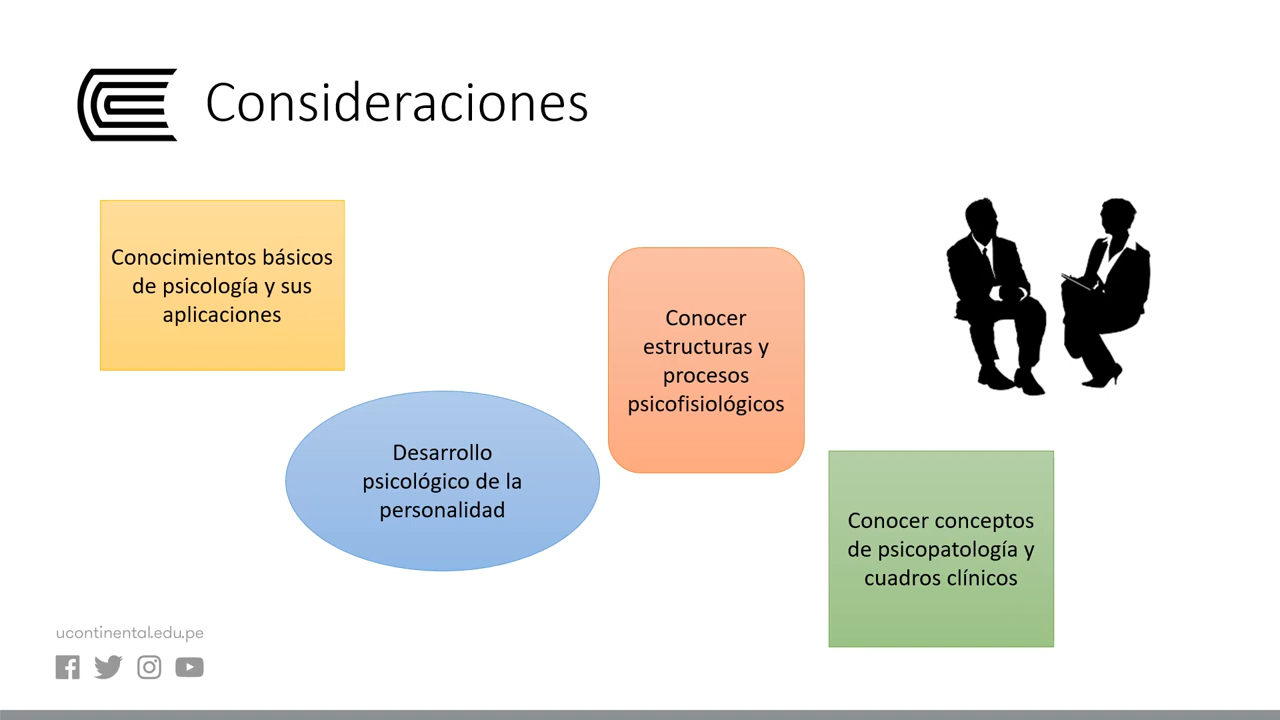 Consideraciones
Conocimientos básicos
de psicología y sus
aplicaciones
Desarrollo
psicológico de la
personalidad
Conocer
estructuras y
procesos
psicofisiológicos
Conocer conceptos
de psicopatología y
cuadros clínicos
ucontinental.edu.pe